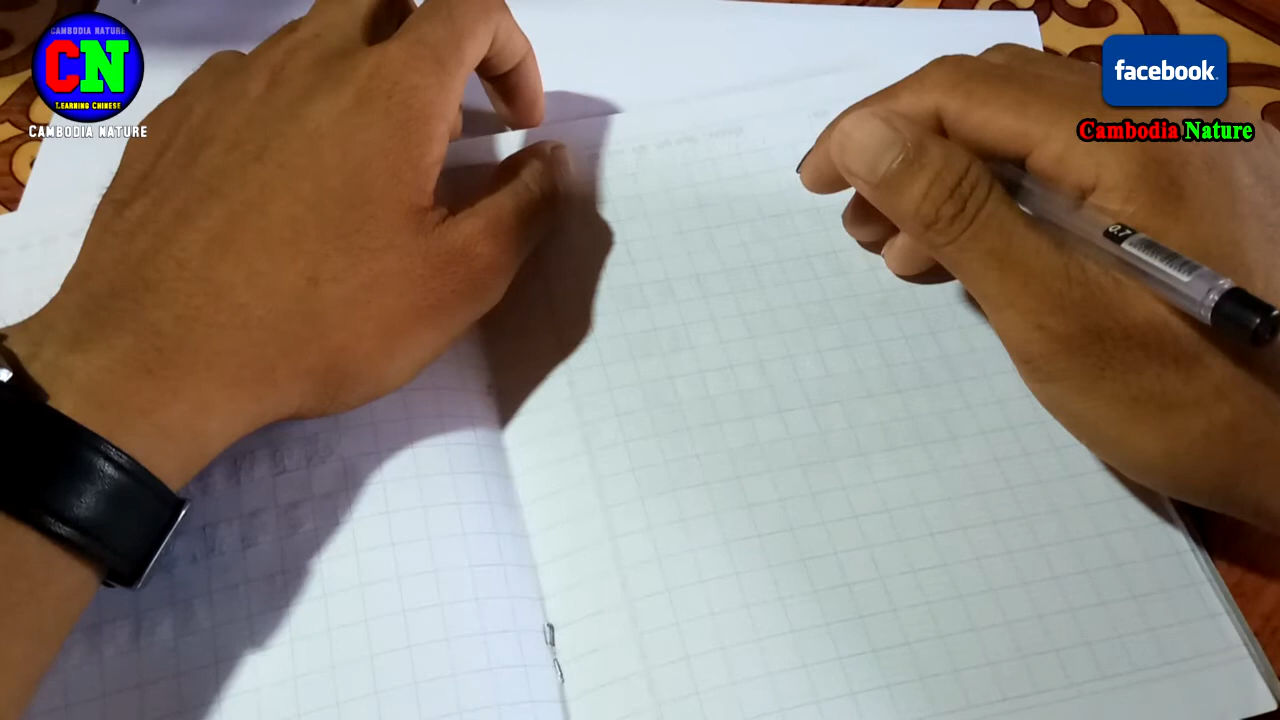 CAMBODIA NATURE
CN
LEARNING CHINESE
CAMBODIA NATURE
facebook
Cambodia Nature
0.7